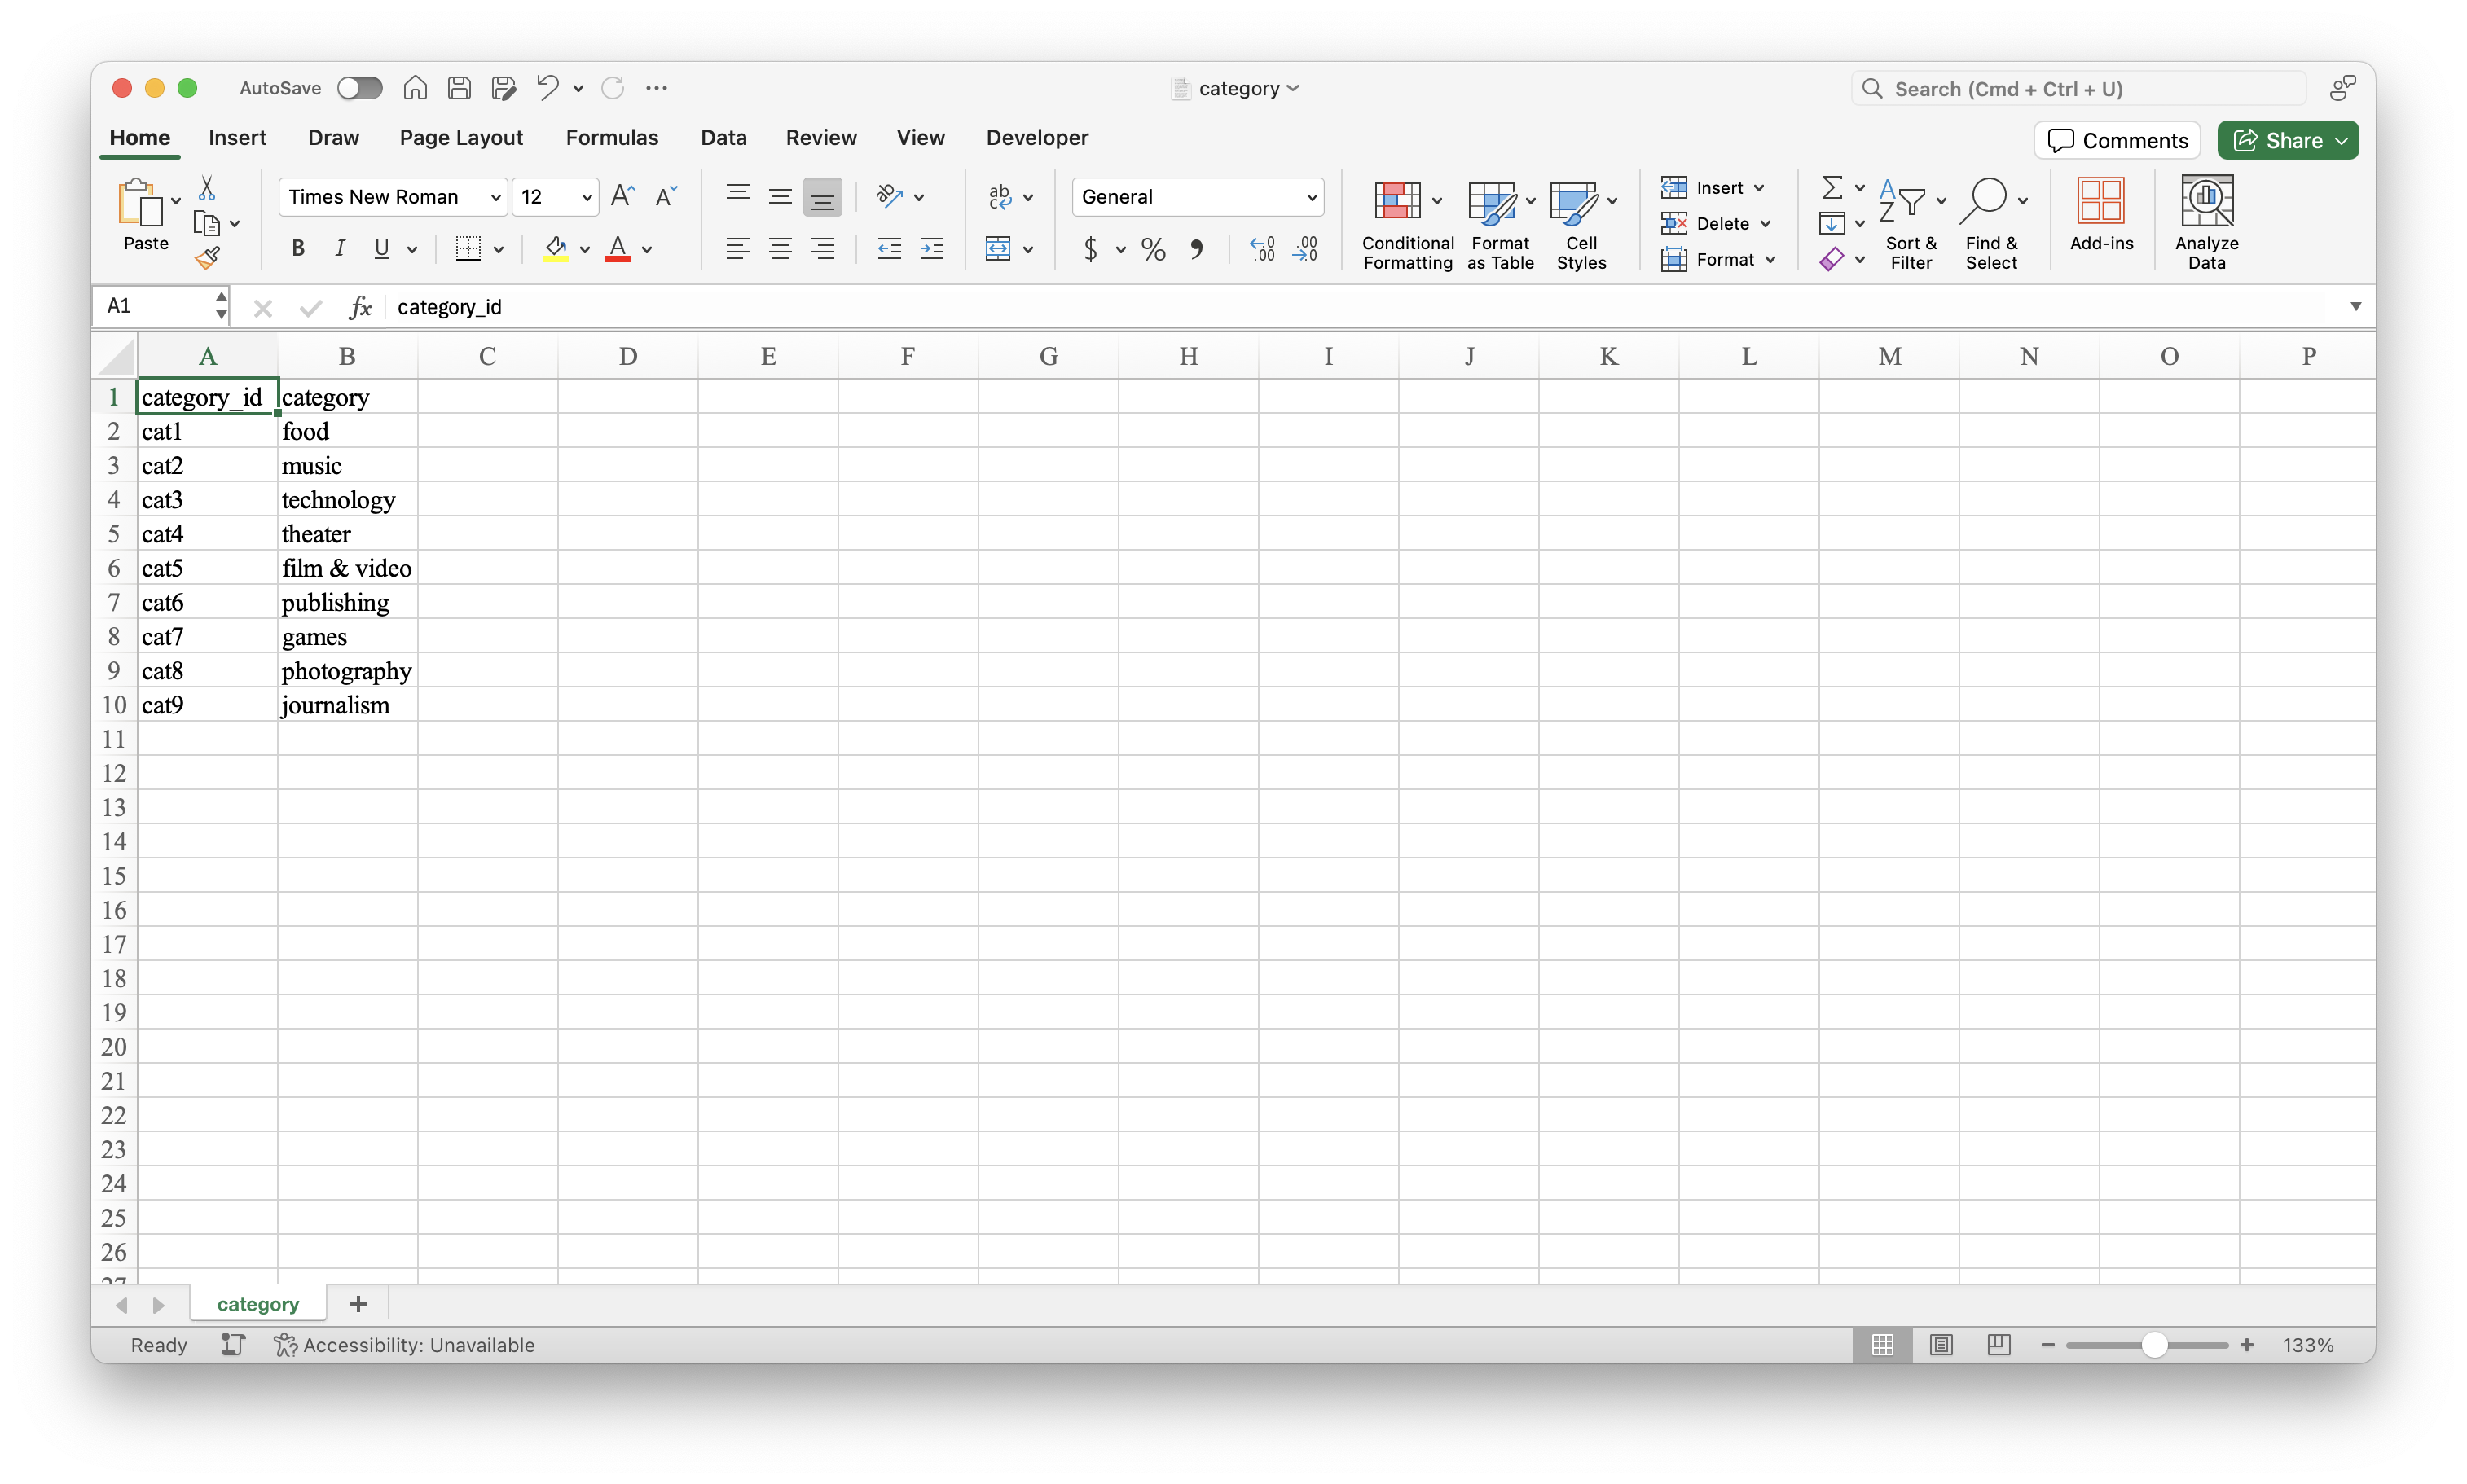 AutoSave category Search (Cmd + Ctrl + U)
Home Insert Draw Page Layout Formulas Data Review View Developer Comments Share
Paste Times New Roman 12 General Conditional Formatting Format as Table Cell Styles Insert Delete Format Sort & Filter Find & Select Add-ins Analyze Data
A1 fx category_id
A B C D E F G H I J K L M N O P
1 category_id category
2 cat1 food
3 cat2 music
4 cat3 technology
5 cat4 theater
6 cat5 film & video
7 cat6 publishing
8 cat7 games
9 cat8 photography
10 cat9 journalism
11
12
13
14
15
16
17
18
19
20
21
22
23
24
25
26
27
category +
Ready Accessibility: Unavailable 133%